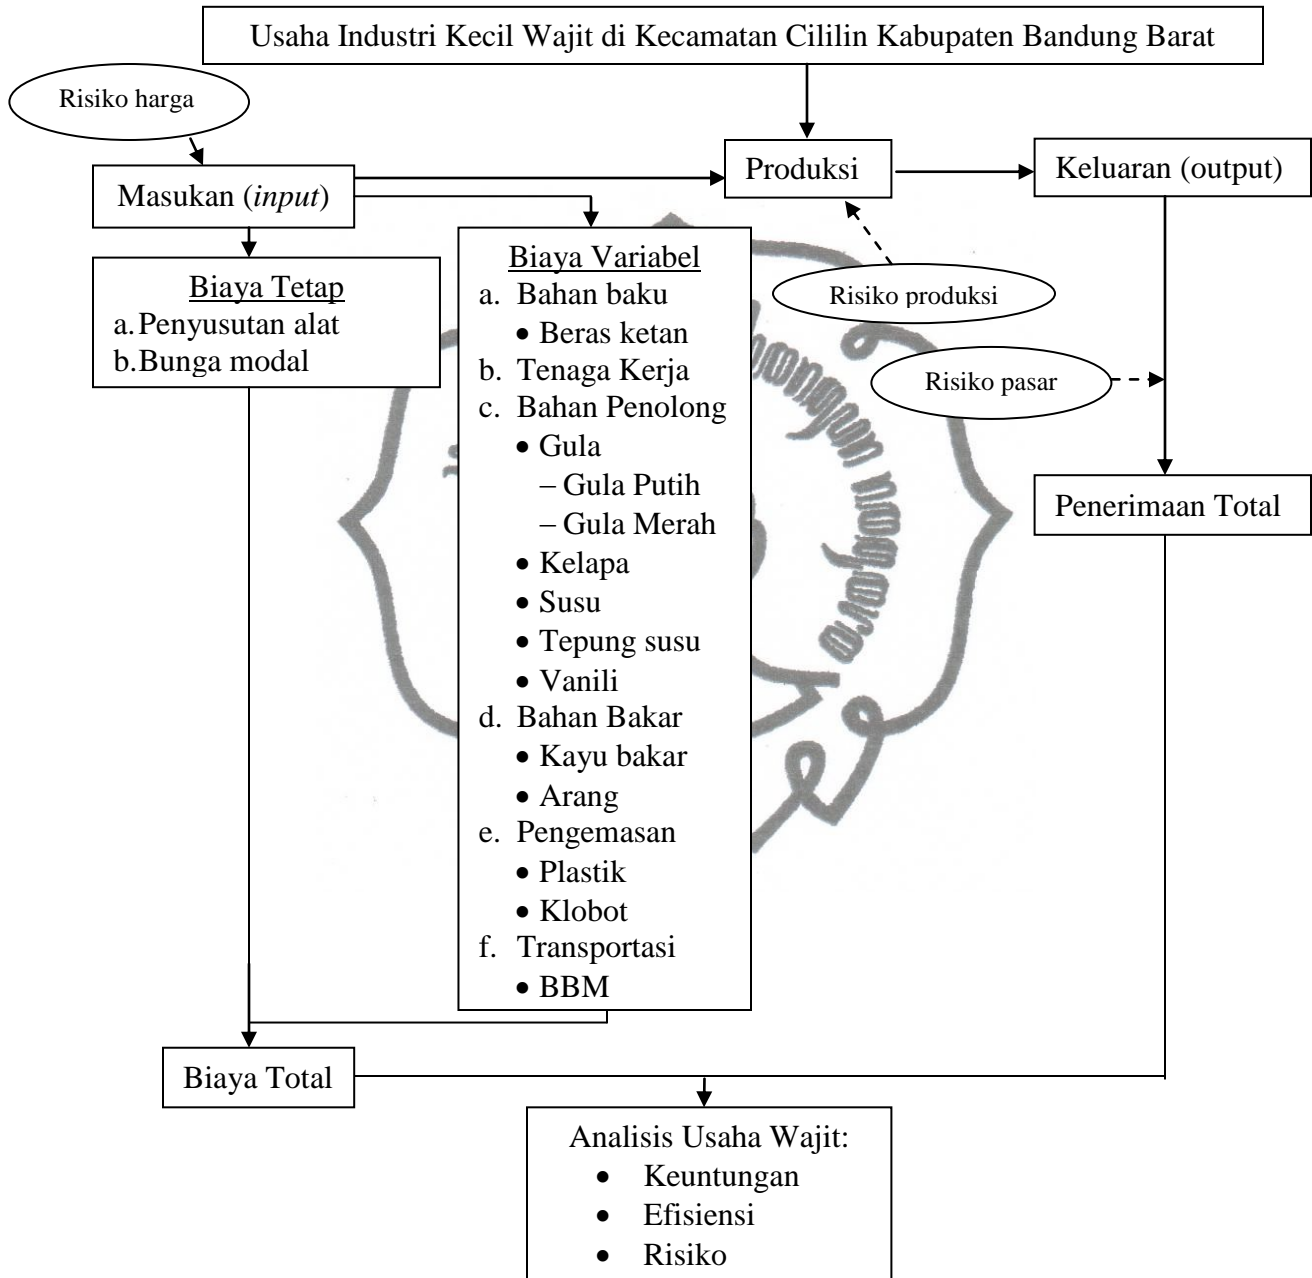 Usaha Industri Kecil Wajit di Kecamatan Cililin Kabupaten Bandung Barat
Risiko harga
Masukan (input)
Produksi
Keluaran (output)
Biaya Tetap
a. Penyusutan alat
b. Bunga modal
Biaya Variabel
a. Bahan baku
• Beras ketan
b. Tenaga Kerja
c. Bahan Penolong
• Gula
– Gula Putih
– Gula Merah
• Kelapa
• Susu
• Tepung susu
• Vanili
d. Bahan Bakar
• Kayu bakar
• Arang
e. Pengemasan
• Plastik
• Klobot
f. Transportasi
• BBM
Risiko produksi
Risiko pasar
Penerimaan Total
Biaya Total
Analisis Usaha Wajit:
• Keuntungan
• Efisiensi
• Risiko